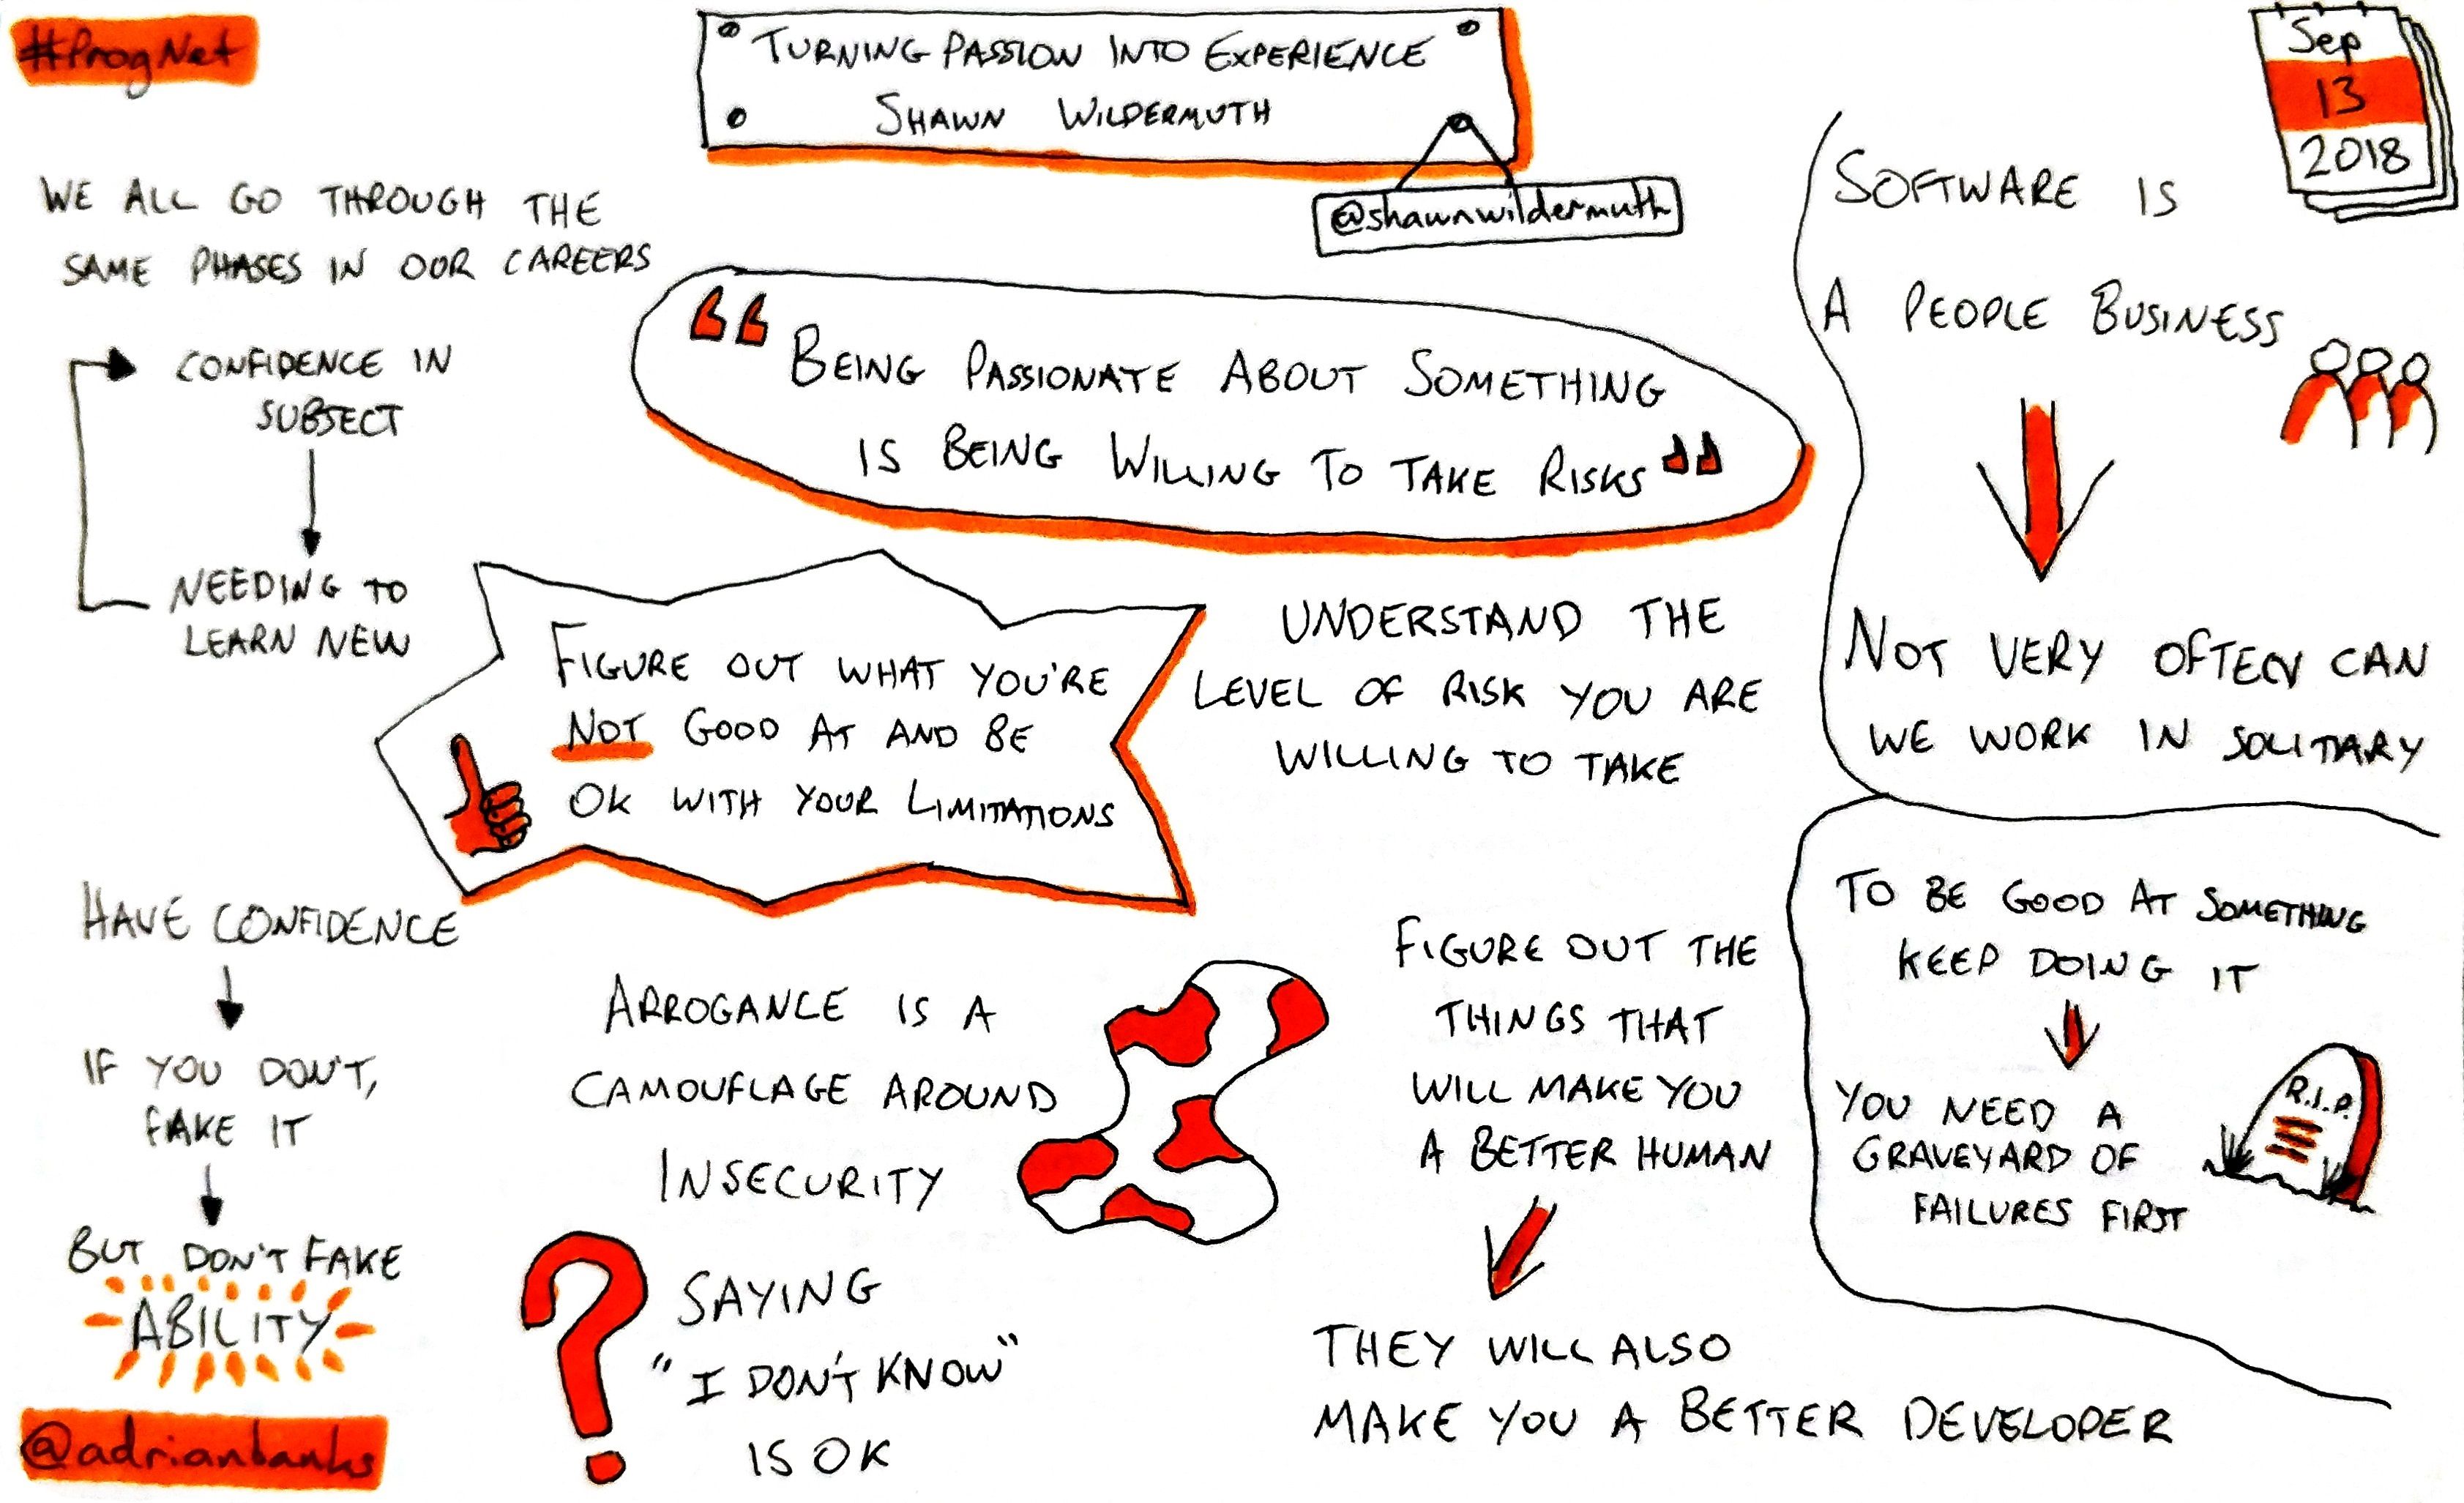 #ProgNet
TURNING PASSION INTO EXPERIENCE
SHAWN WILDERMUTH
@shawnwildermuth
Sep
13
2018
WE ALL GO THROUGH THE
SAME PHASES IN OUR CAREERS
CONFIDENCE IN
SUBJECT
NEEDING TO
LEARN NEW
“ BEING PASSIONATE ABOUT SOMETHING
IS BEING WILLING TO TAKE RISKS ”
SOFTWARE IS
A PEOPLE BUSINESS
NOT VERY OFTEN CAN
WE WORK IN SOLITARY
FIGURE OUT WHAT YOU'RE
NOT GOOD AT AND BE
OK WITH YOUR LIMITATIONS
UNDERSTAND THE
LEVEL OF RISK YOU ARE
WILLING TO TAKE
HAVE CONFIDENCE
IF YOU DON'T,
FAKE IT
BUT DON'T FAKE
ABILITY
ARROGANCE IS A
CAMOUFLAGE AROUND
INSECURITY
?
SAYING
"I DON'T KNOW"
IS OK
FIGURE OUT THE
THINGS THAT
WILL MAKE YOU
A BETTER HUMAN
THEY WILL ALSO
MAKE YOU A BETTER DEVELOPER
TO BE GOOD AT SOMETHING
KEEP DOING IT
YOU NEED A
GRAVEYARD OF
FAILURES FIRST
R.I.P.
@adrianbanks